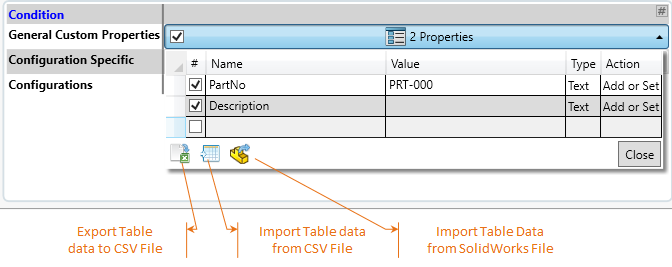 Condition #
General Custom Properties 2 Properties
Configuration Specific
# Name Value Type Action
Configurations
PartNo PRT-000 Text Add or Set
Description Text Add or Set
Close
Export Table Import Table data Import Table Data
data to CSV File from CSV File from SolidWorks File